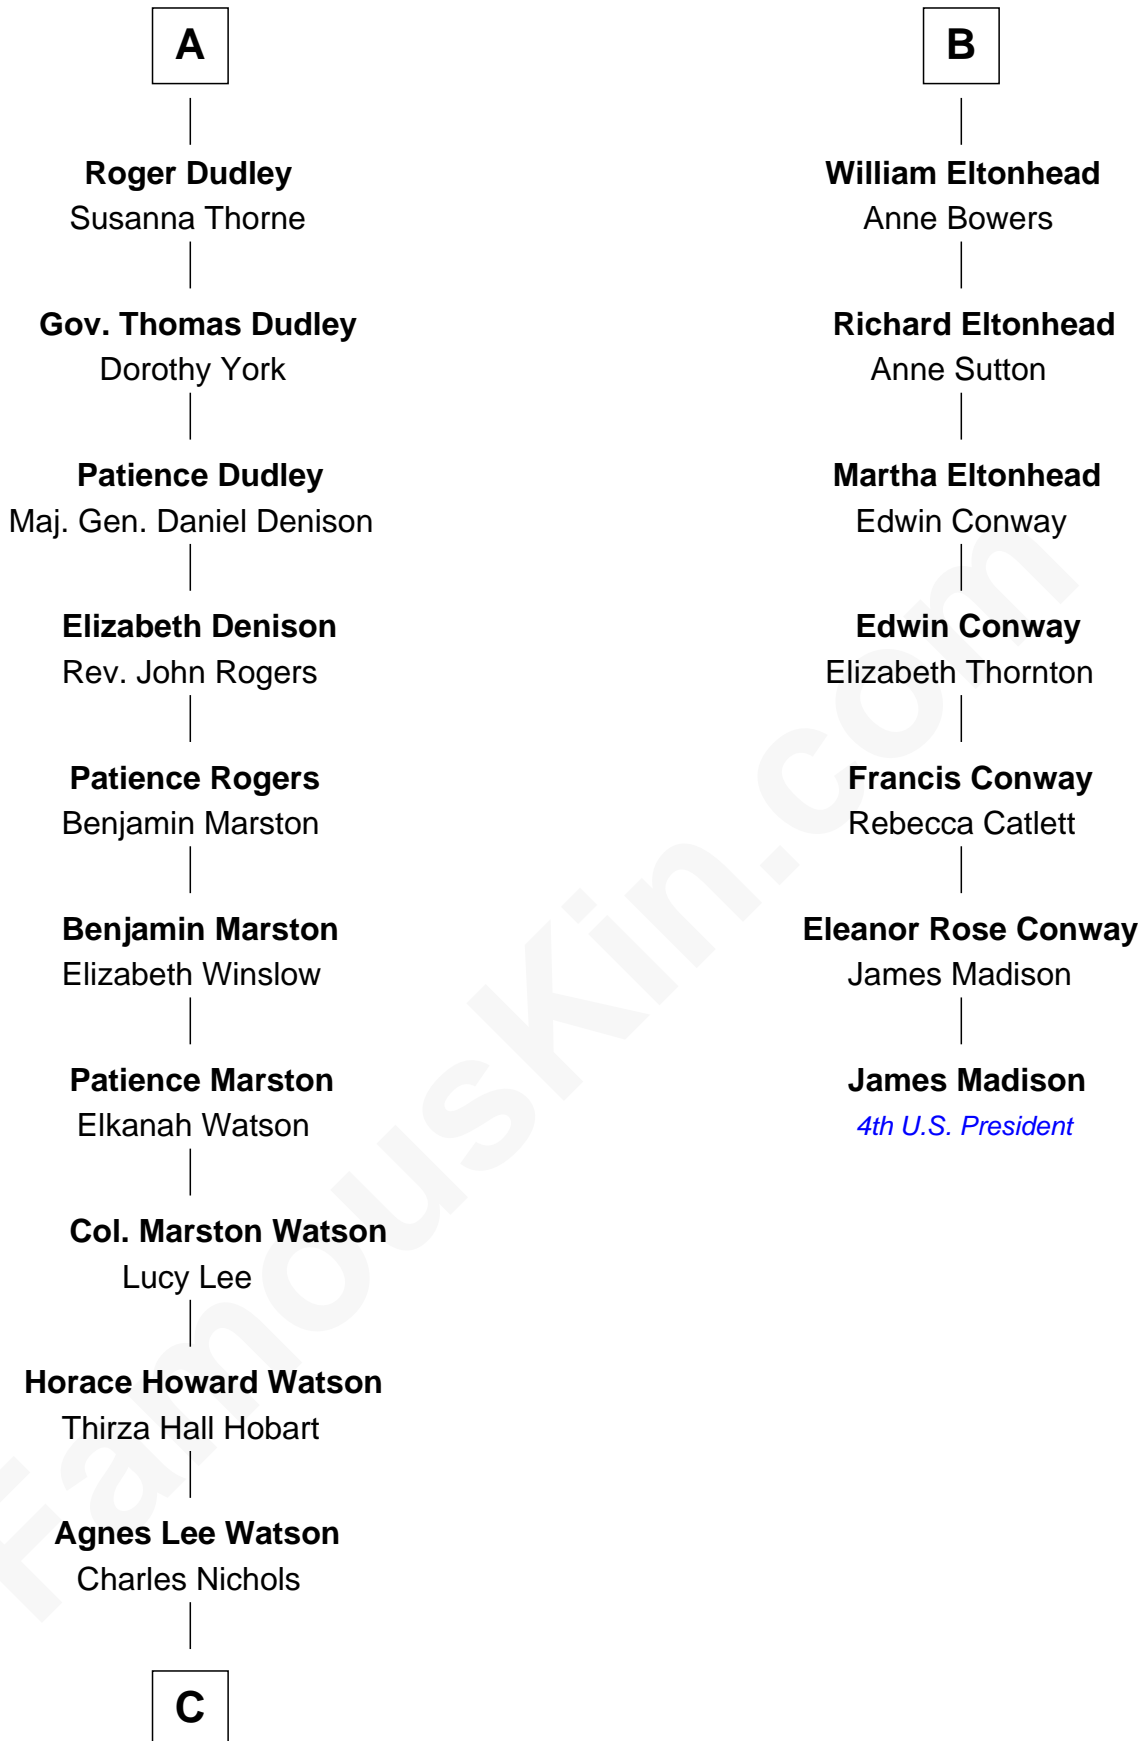 A
Roger Dudley
Susanna Thorne
Gov. Thomas Dudley
Dorothy York
Patience Dudley
Maj. Gen. Daniel Denison
Elizabeth Denison
Rev. John Rogers
Patience Rogers
Benjamin Marston
Benjamin Marston
Elizabeth Winslow
Patience Marston
Elkanah Watson
Col. Marston Watson
Lucy Lee
Horace Howard Watson
Thirza Hall Hobart
Agnes Lee Watson
Charles Nichols
C
B
William Eltonhead
Anne Bowers
Richard Eltonhead
Anne Sutton
Martha Eltonhead
Edwin Conway
Edwin Conway
Elizabeth Thornton
Francis Conway
Rebecca Catlett
Eleanor Rose Conway
James Madison
James Madison
4th U.S. President
FamousKin.com